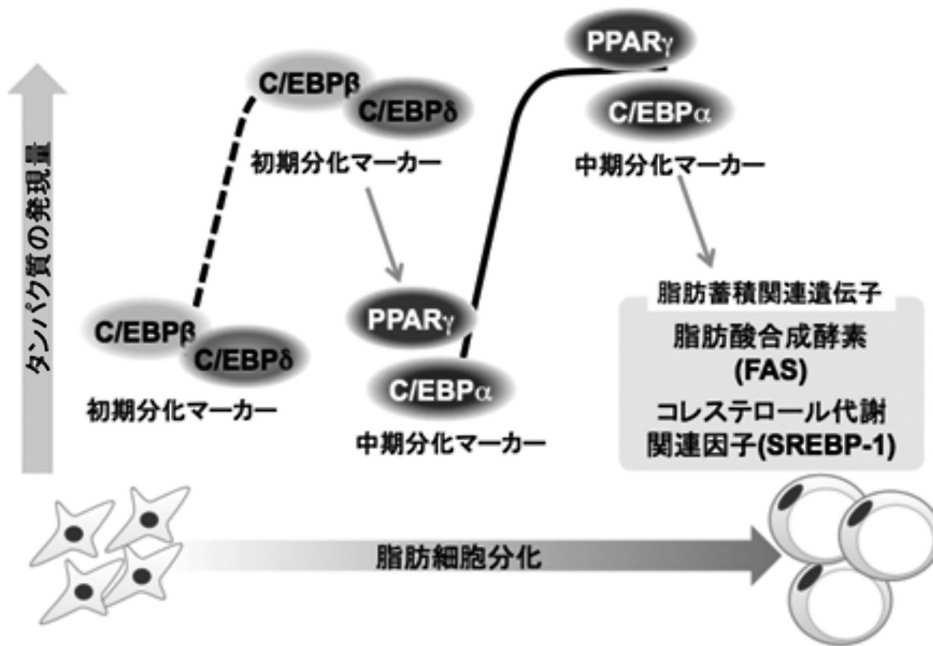 タンパク質の発現量
C/EBPβ
C/EBPδ
初期分化マーカー
C/EBPβ
C/EBPδ
初期分化マーカー
PPARγ
C/EBPα
中期分化マーカー
PPARγ
C/EBPα
中期分化マーカー
脂肪蓄積関連遺伝子
脂肪酸合成酵素
(FAS)
コレステロール代謝
関連因子(SREBP-1)
脂肪細胞分化